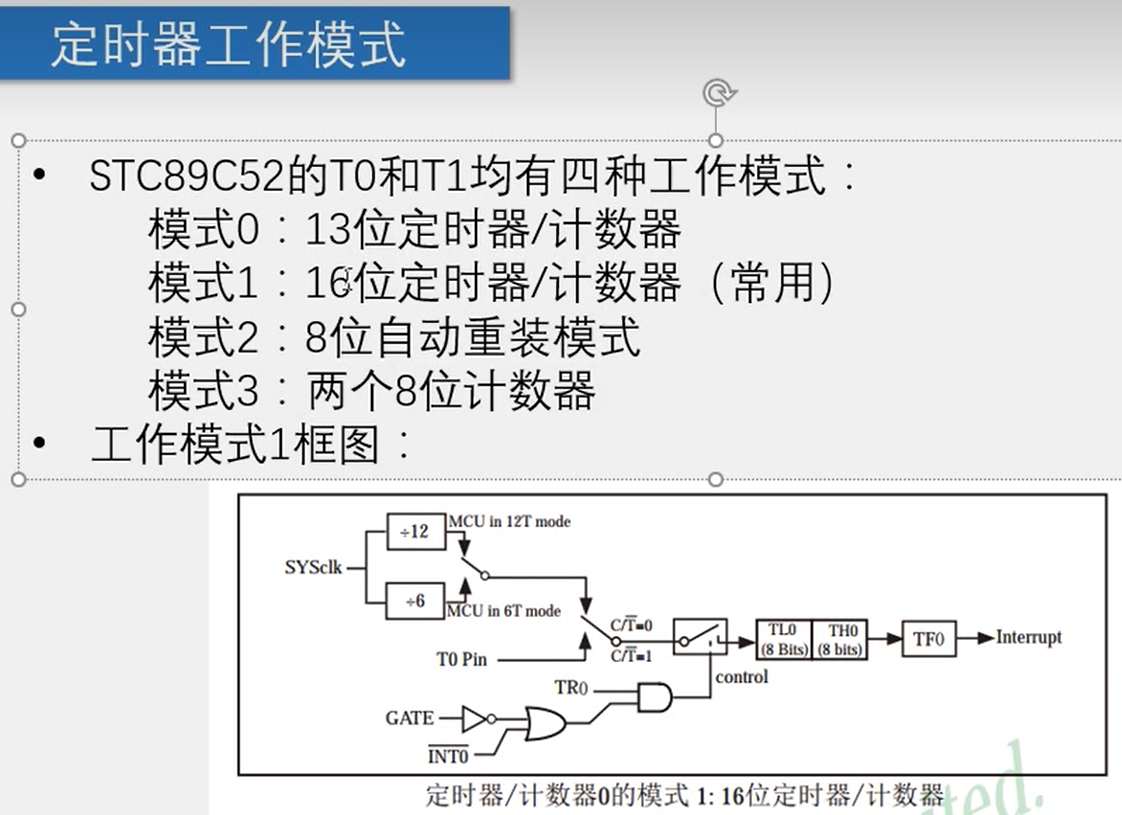 定时器工作模式
• STC89C52的T0和T1均有四种工作模式：
模式0：13位定时器/计数器
模式1：16位定时器/计数器（常用）
模式2：8位自动重装模式
模式3：两个8位计数器
• 工作模式1框图：
÷12
MCU in 12T mode
SYSclk
÷6
MCU in 6T mode
C/T̅=0
T0 Pin
C/T̅=1
TL0
(8 Bits)
TH0
(8 bits)
TF0
Interrupt
control
TR0
GATE
I̅N̅T̅0̅
定时器/计数器0的模式 1: 16位定时器/计数器